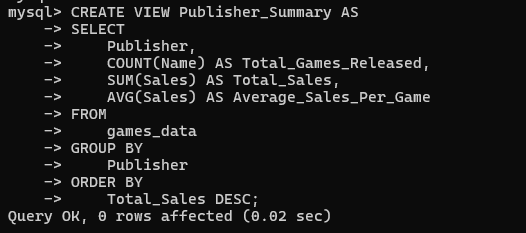 mysql> CREATE VIEW Publisher_Summary AS
    -> SELECT
    ->     Publisher,
    ->     COUNT(Name) AS Total_Games_Released,
    ->     SUM(Sales) AS Total_Sales,
    ->     AVG(Sales) AS Average_Sales_Per_Game
    -> FROM
    ->     games_data
    -> GROUP BY
    ->     Publisher
    -> ORDER BY
    ->     Total_Sales DESC;
Query OK, 0 rows affected (0.02 sec)